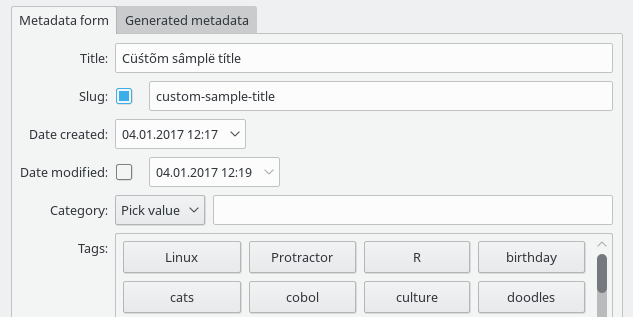 Metadata form Generated metadata
Title: Cüśtõm sâmplë títle
Slug: custom-sample-title
Date created: 04.01.2017 12:17
Date modified: 04.01.2017 12:19
Category: Pick value
Tags: Linux Protractor R birthday
cats cobol culture doodles